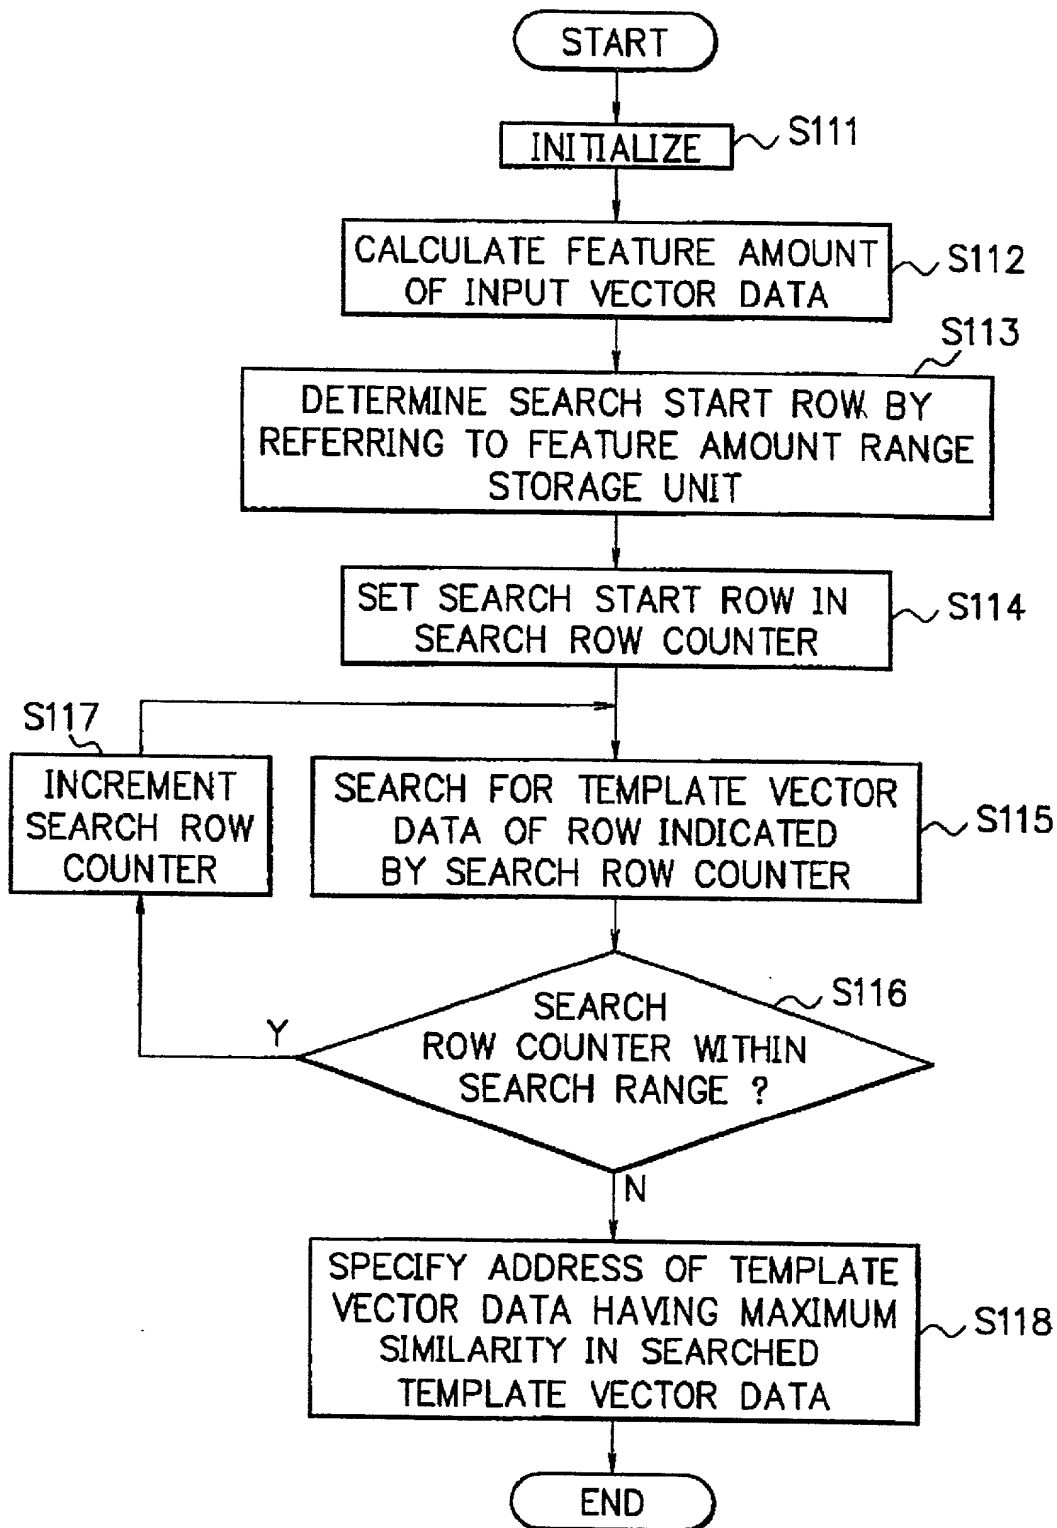 START
INITIALIZE
S111
CALCULATE FEATURE AMOUNT
OF INPUT VECTOR DATA
S112
S113
DETERMINE SEARCH START ROW BY
REFERRING TO FEATURE AMOUNT RANGE
STORAGE UNIT
SET SEARCH START ROW IN
SEARCH ROW COUNTER
S114
S117
INCREMENT
SEARCH ROW
COUNTER
SEARCH FOR TEMPLATE VECTOR
DATA OF ROW INDICATED
BY SEARCH ROW COUNTER
S115
S116
SEARCH
ROW COUNTER WITHIN
SEARCH RANGE ?
Y
N
SPECIFY ADDRESS OF TEMPLATE
VECTOR DATA HAVING MAXIMUM
SIMILARITY IN SEARCHED
TEMPLATE VECTOR DATA
S118
END